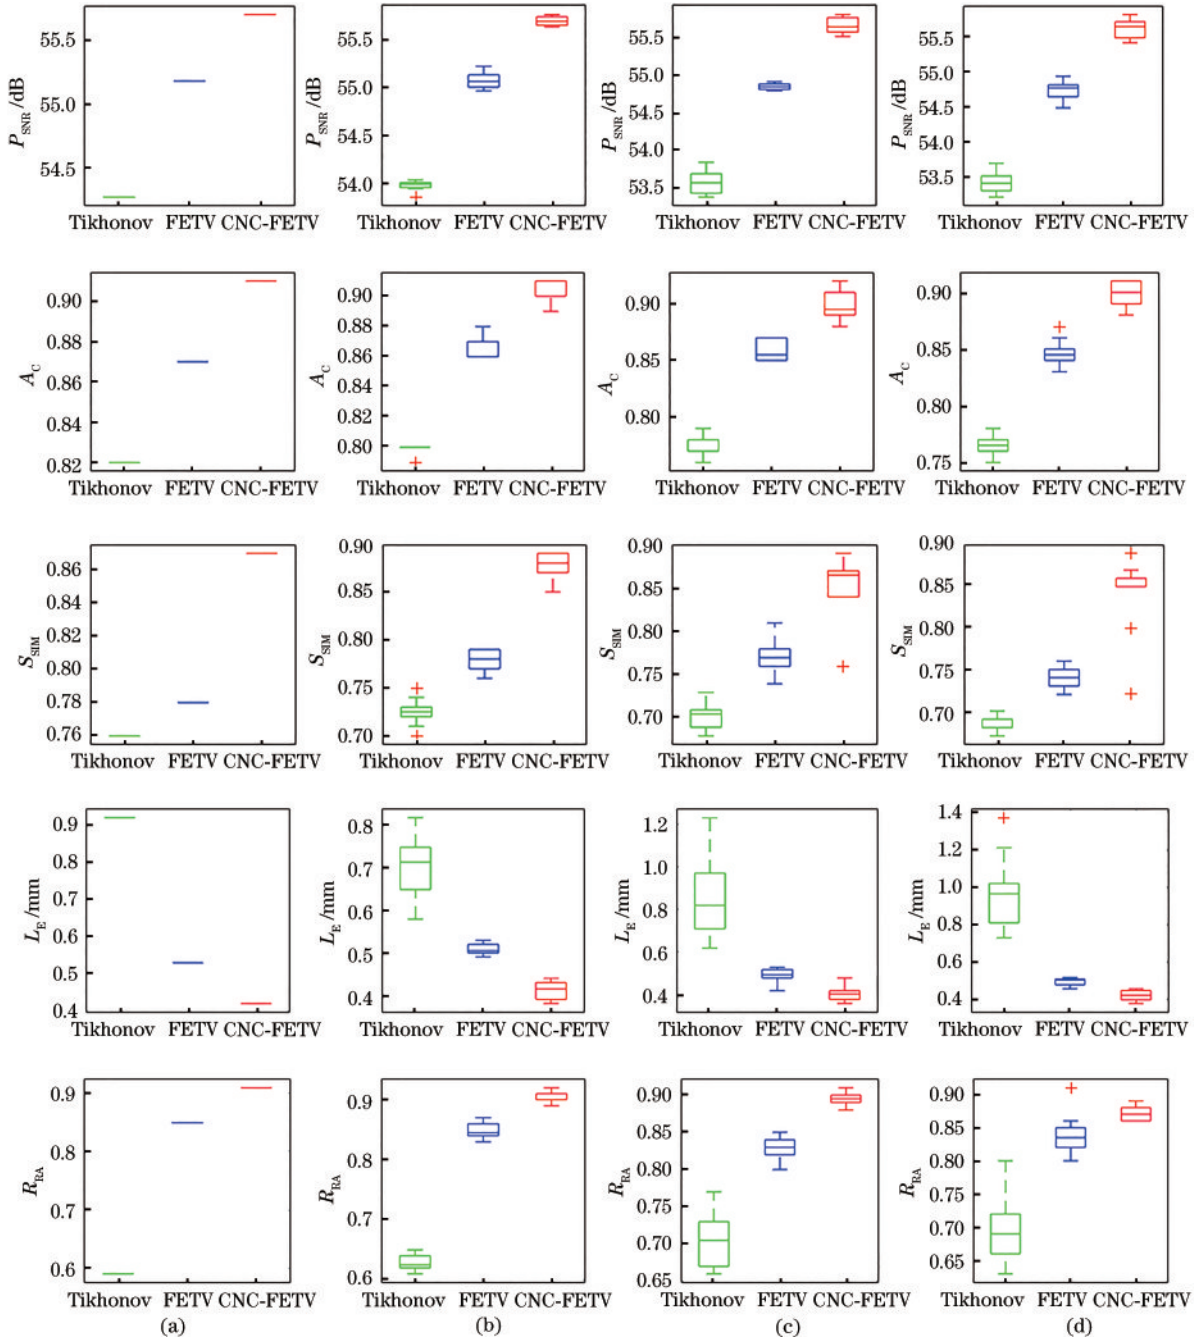 P_SNR/dB
55.5
55.0
54.5
Tikhonov FETV CNC-FETV
P_SNR/dB
55.5
55.0
54.5
54.0
Tikhonov FETV CNC-FETV
P_SNR/dB
55.5
55.0
54.5
54.0
53.5
Tikhonov FETV CNC-FETV
P_SNR/dB
55.5
55.0
54.5
54.0
53.5
Tikhonov FETV CNC-FETV
A_C
0.90
0.88
0.86
0.84
0.82
Tikhonov FETV CNC-FETV
A_C
0.90
0.88
0.86
0.84
0.82
0.80
Tikhonov FETV CNC-FETV
A_C
0.90
0.85
0.80
Tikhonov FETV CNC-FETV
A_C
0.90
0.85
0.80
0.75
Tikhonov FETV CNC-FETV
S_SIM
0.86
0.84
0.82
0.80
0.78
0.76
Tikhonov FETV CNC-FETV
S_SIM
0.90
0.85
0.80
0.75
0.70
Tikhonov FETV CNC-FETV
S_SIM
0.90
0.85
0.80
0.75
0.70
Tikhonov FETV CNC-FETV
S_SIM
0.90
0.85
0.80
0.75
0.70
Tikhonov FETV CNC-FETV
L_E/mm
0.9
0.8
0.7
0.6
0.5
0.4
Tikhonov FETV CNC-FETV
L_E/mm
0.8
0.7
0.6
0.5
0.4
Tikhonov FETV CNC-FETV
L_E/mm
1.2
1.0
0.8
0.6
0.4
Tikhonov FETV CNC-FETV
L_E/mm
1.4
1.2
1.0
0.8
0.6
0.4
Tikhonov FETV CNC-FETV
R_RA
0.9
0.8
0.7
0.6
Tikhonov FETV CNC-FETV
(a)
R_RA
0.9
0.8
0.7
0.6
Tikhonov FETV CNC-FETV
(b)
R_RA
0.90
0.85
0.80
0.75
0.70
0.65
Tikhonov FETV CNC-FETV
(c)
R_RA
0.90
0.85
0.80
0.75
0.70
0.65
Tikhonov FETV CNC-FETV
(d)